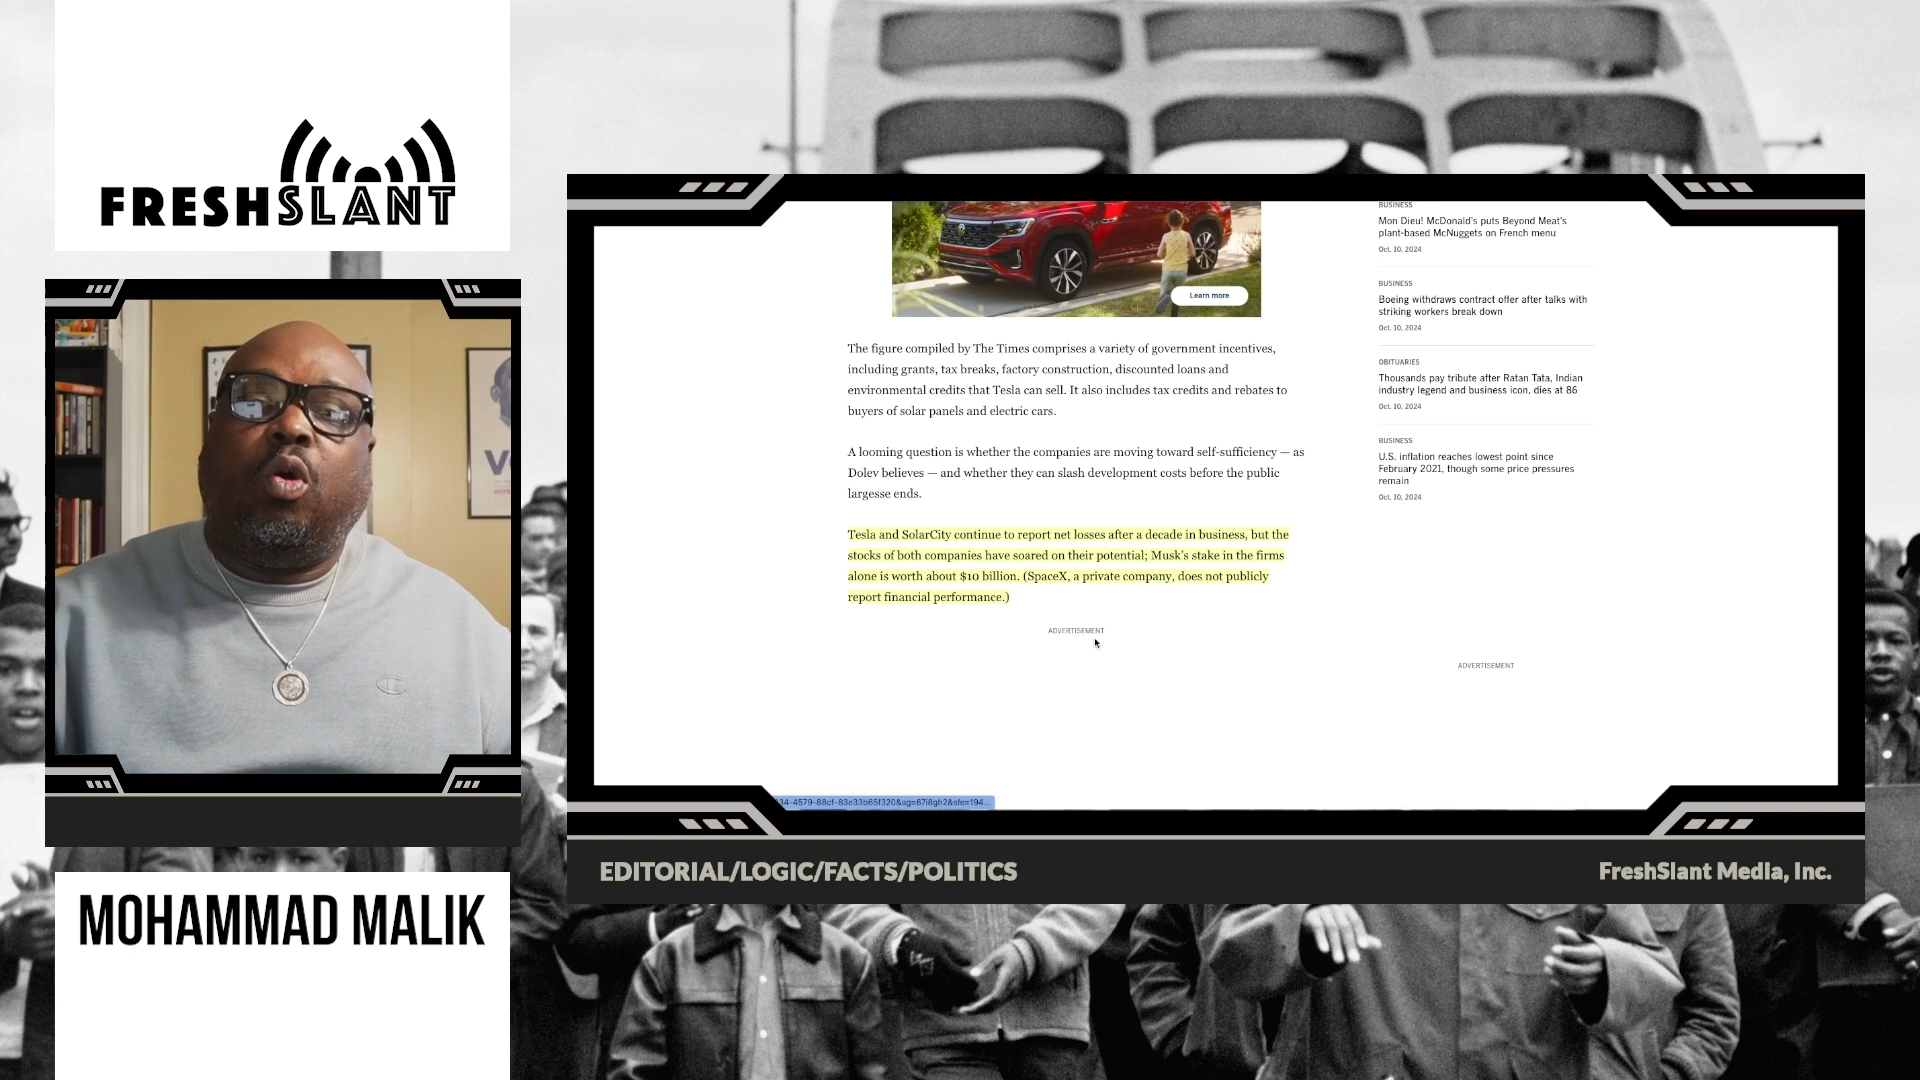 FRESHSLANT
MOHAMMAD MALIK
Learn more
The figure compiled by The Times comprises a variety of government incentives,
including grants, tax breaks, factory construction, discounted loans and
environmental credits that Tesla can sell. It also includes tax credits and rebates to
buyers of solar panels and electric cars.
A looming question is whether the companies are moving toward self-sufficiency — as
Dolev believes — and whether they can slash development costs before the public
largesse ends.
Tesla and SolarCity continue to report net losses after a decade in business, but the
stocks of both companies have soared on their potential; Musk’s stake in the firms
alone is worth about $10 billion. (SpaceX, a private company, does not publicly
report financial performance.)
ADVERTISEMENT
BUSINESS
Mon Dieu! McDonald’s puts Beyond Meat’s
plant-based McNuggets on French menu
Oct. 10, 2024
BUSINESS
Boeing withdraws contract offer after talks with
striking workers break down
Oct. 10, 2024
OBITUARIES
Thousands pay tribute after Ratan Tata, Indian
industry legend and business icon, dies at 86
Oct. 10, 2024
BUSINESS
U.S. inflation reaches lowest point since
February 2021, though some price pressures
remain
Oct. 10, 2024
ADVERTISEMENT
34-4579-88cf-83e33b65f320&ag=67i8gh2&sfe=194...
EDITORIAL/LOGIC/FACTS/POLITICS
FreshSlant Media, Inc.